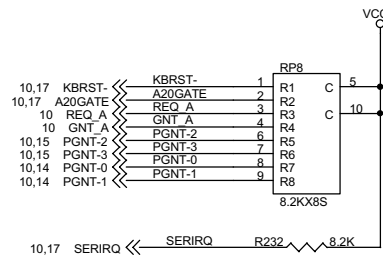 VCC
RP8
10,17 KBRST- KBRST- 1 R1 C 5
10,17 A20GATE A20GATE 2 R2
10 REQ_A REQ_A 3 R3 C 10
10 GNT_A GNT_A 4 R4
10,15 PGNT-2 PGNT-2 6 R5
10,15 PGNT-3 PGNT-3 7 R6
10,14 PGNT-0 PGNT-0 8 R7
10,14 PGNT-1 PGNT-1 9 R8
8.2KX8S
10,17 SERIRQ SERIRQ R232 8.2K